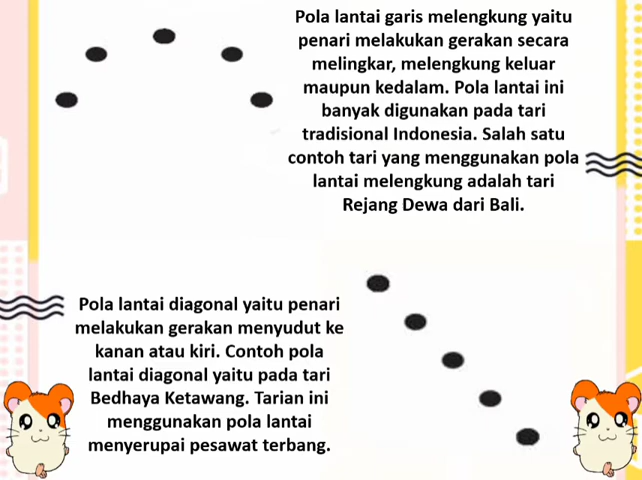 Pola lantai garis melengkung yaitu
penari melakukan gerakan secara
melingkar, melengkung keluar
maupun kedalam. Pola lantai ini
banyak digunakan pada tari
tradisional Indonesia. Salah satu
contoh tari yang menggunakan pola
lantai melengkung adalah tari
Rejang Dewa dari Bali.
Pola lantai diagonal yaitu penari
melakukan gerakan menyudut ke
kanan atau kiri. Contoh pola
lantai diagonal yaitu pada tari
Bedhaya Ketawang. Tarian ini
menggunakan pola lantai
menyerupai pesawat terbang.